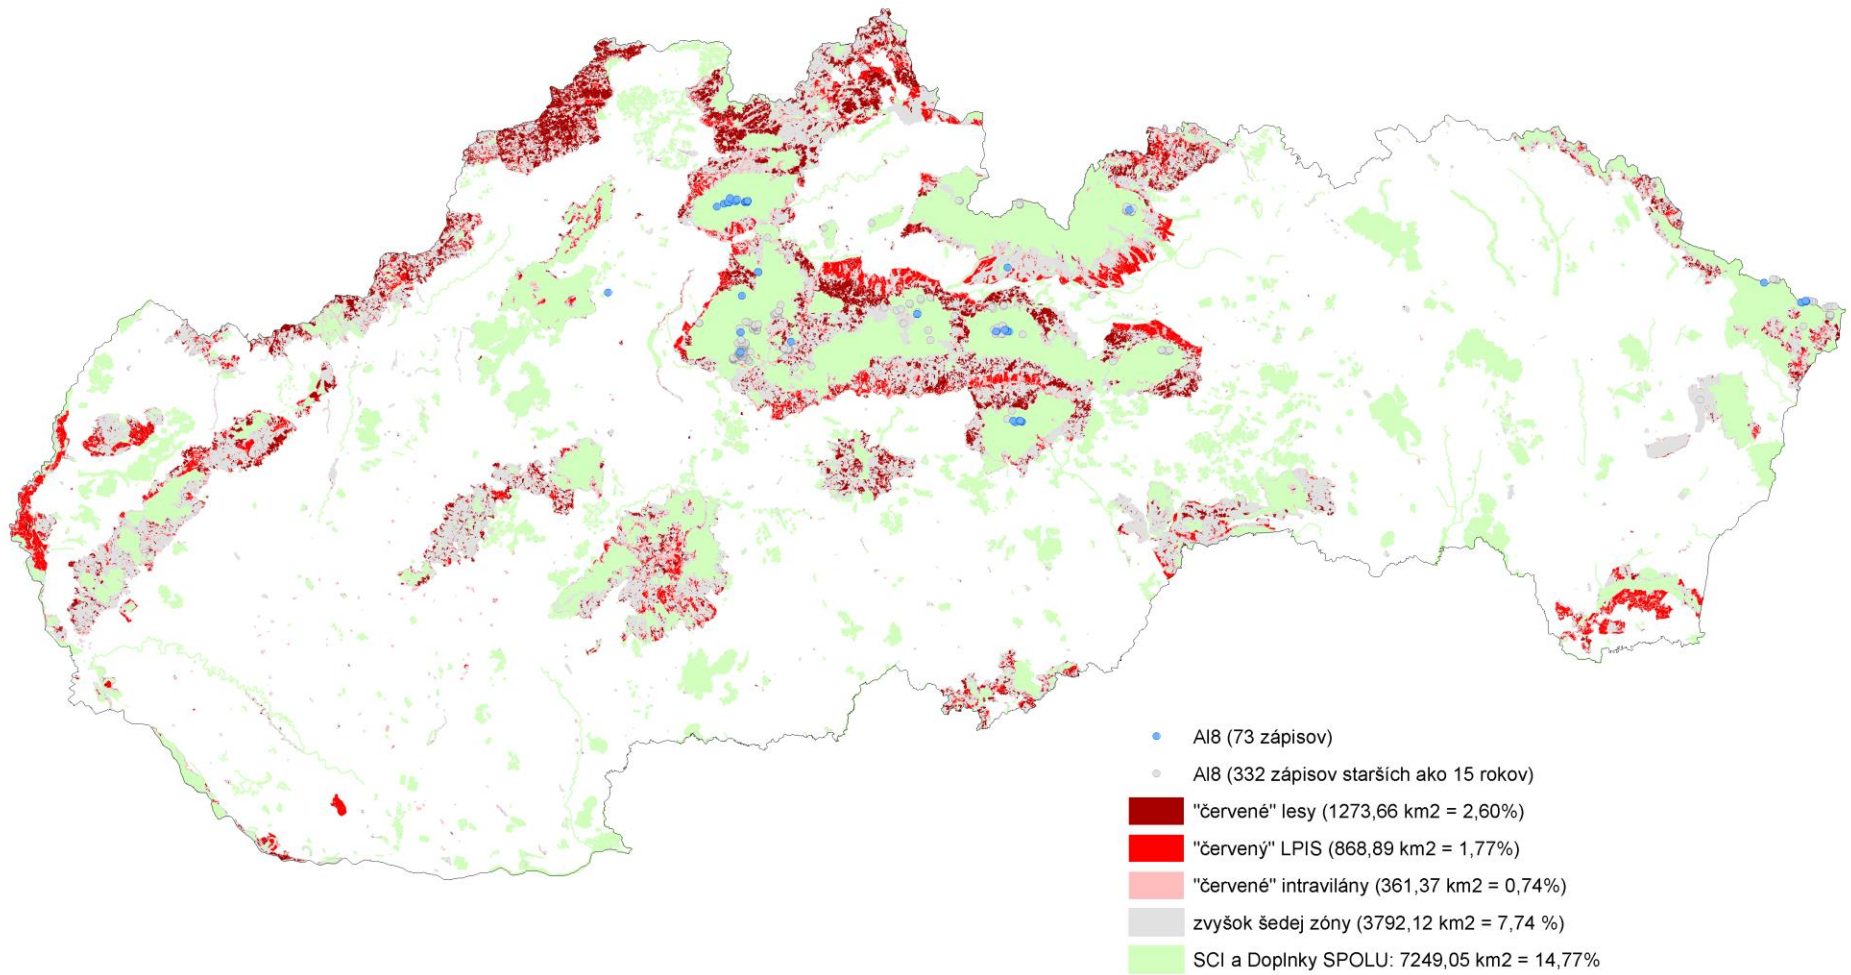 Al8 (73 zápisov)
Al8 (332 zápisov starších ako 15 rokov)
"červené" lesy (1273,66 km2 = 2,60%)
"červený" LPIS (868,89 km2 = 1,77%)
"červené" intravilány (361,37 km2 = 0,74%)
zvyšok šedej zóny (3792,12 km2 = 7,74 %)
SCI a Doplnky SPOLU: 7249,05 km2 = 14,77%